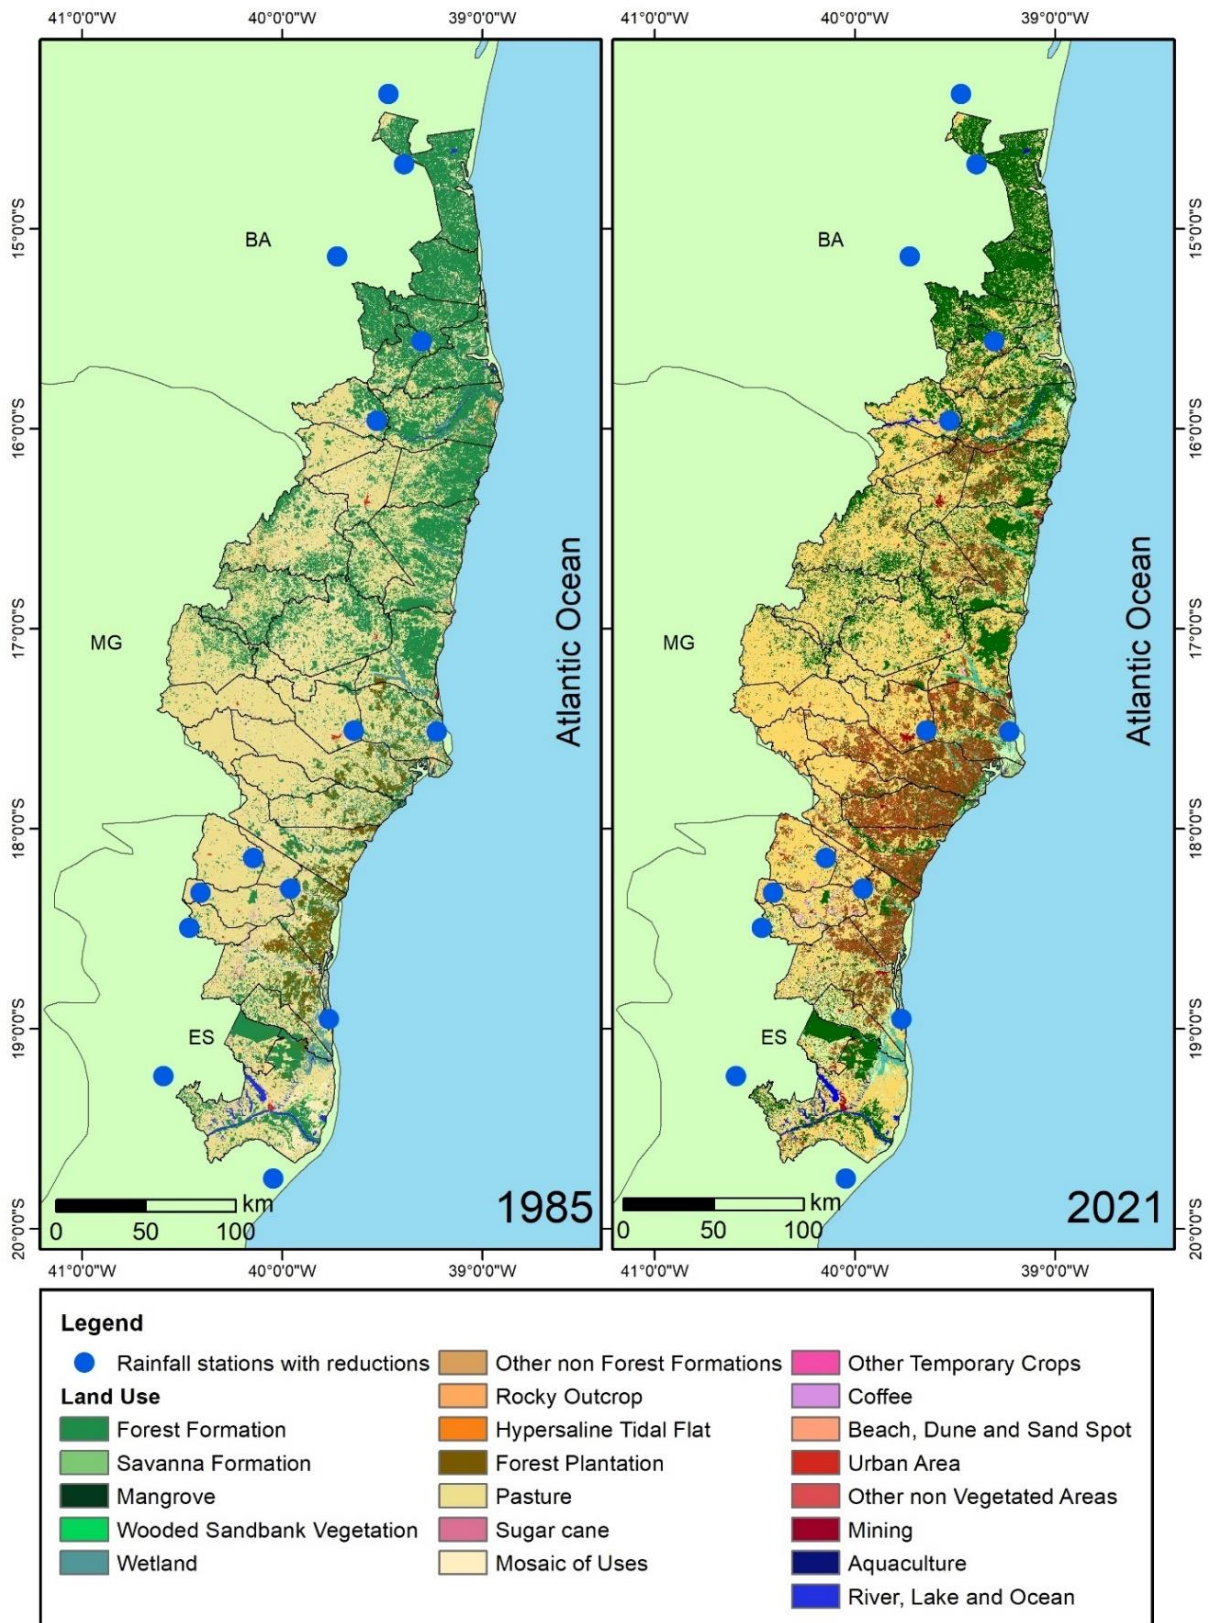 41°0'0"W 40°0'0"W 39°0'0"W 41°0'0"W 40°0'0"W 39°0'0"W
15°0'0"S
16°0'0"S
17°0'0"S
18°0'0"S
19°0'0"S
20°0'0"S
BA
MG
ES
Atlantic Ocean
km
0 50 100
1985
BA
MG
ES
Atlantic Ocean
km
0 50 100
2021
15°0'0"S
16°0'0"S
17°0'0"S
18°0'0"S
19°0'0"S
20°0'0"S
41°0'0"W 40°0'0"W 39°0'0"W 41°0'0"W 40°0'0"W 39°0'0"W
Legend
Rainfall stations with reductions
Land Use
Forest Formation
Savanna Formation
Mangrove
Wooded Sandbank Vegetation
Wetland
Other non Forest Formations
Rocky Outcrop
Hypersaline Tidal Flat
Forest Plantation
Pasture
Sugar cane
Mosaic of Uses
Other Temporary Crops
Coffee
Beach, Dune and Sand Spot
Urban Area
Other non Vegetated Areas
Mining
Aquaculture
River, Lake and Ocean